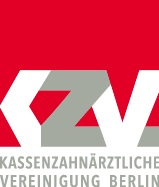 KZV
KASSENZAHNÄRZTLICHE
VEREINIGUNG BERLIN